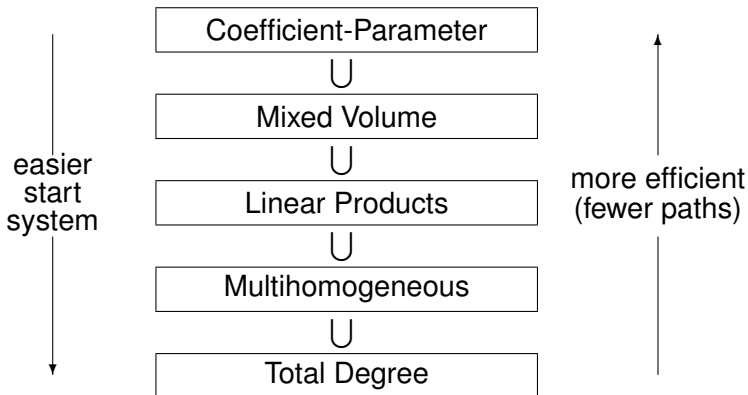 Coefficient-Parameter
∪
Mixed Volume
∪
Linear Products
∪
Multihomogeneous
∪
Total Degree
easier
start
system
more efficient
(fewer paths)